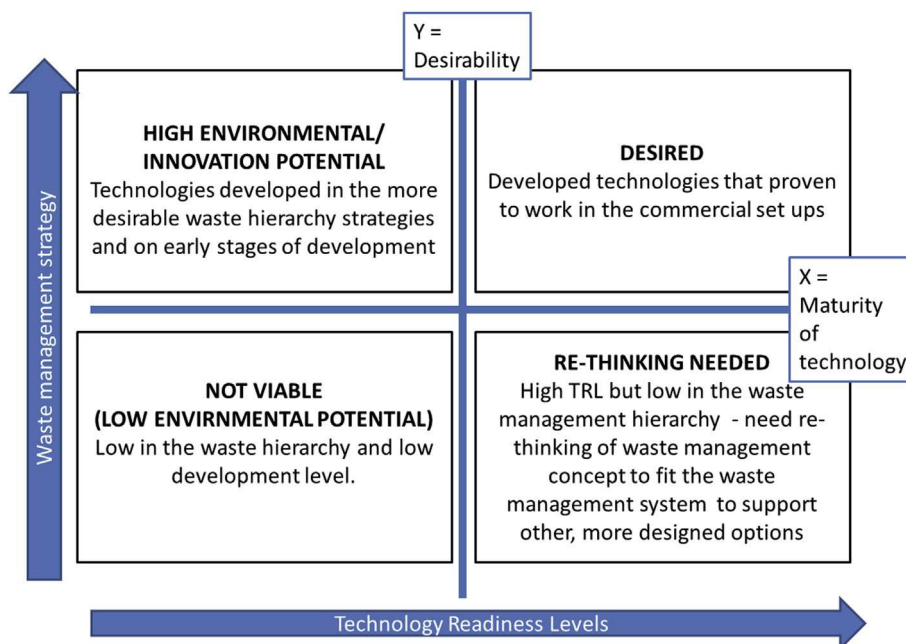 Y =
Desirability
HIGH ENVIRONMENTAL/
INNOVATION POTENTIAL
Technologies developed in the more
desirable waste hierarchy strategies
and on early stages of development
DESIRED
Developed technologies that proven
to work in the commercial set ups
X =
Maturity
of
technology
Waste management strategy
NOT VIABLE
(LOW ENVIRNMENTAL POTENTIAL)
Low in the waste hierarchy and low
development level.
RE-THINKING NEEDED
High TRL but low in the waste
management hierarchy - need re-
thinking of waste management
concept to fit the waste
management system to support
other, more designed options
Technology Readiness Levels